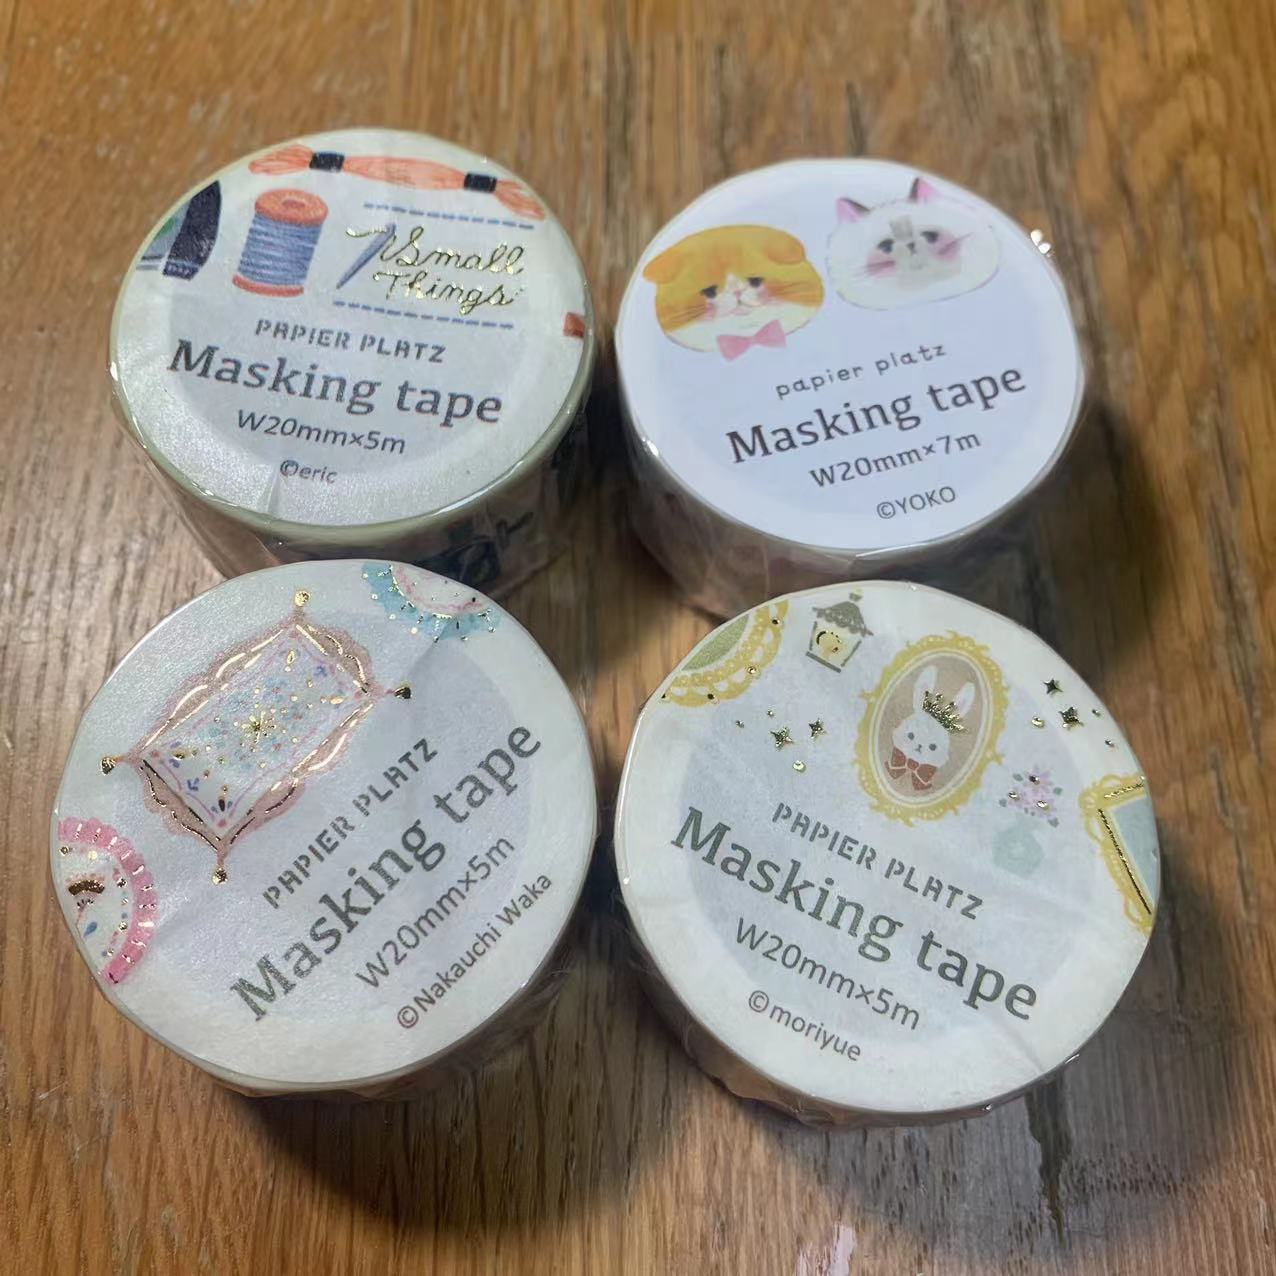 Small
Things
PAPIER PLATZ
Masking tape
W20mm×5m
©eric
papier platz
Masking tape
W20mm×7m
©YOKO
PAPIER PLATZ
Masking tape
W20mm×5m
©Nakauchi Waka
PAPIER PLATZ
Masking tape
W20mm×5m
©moriyue